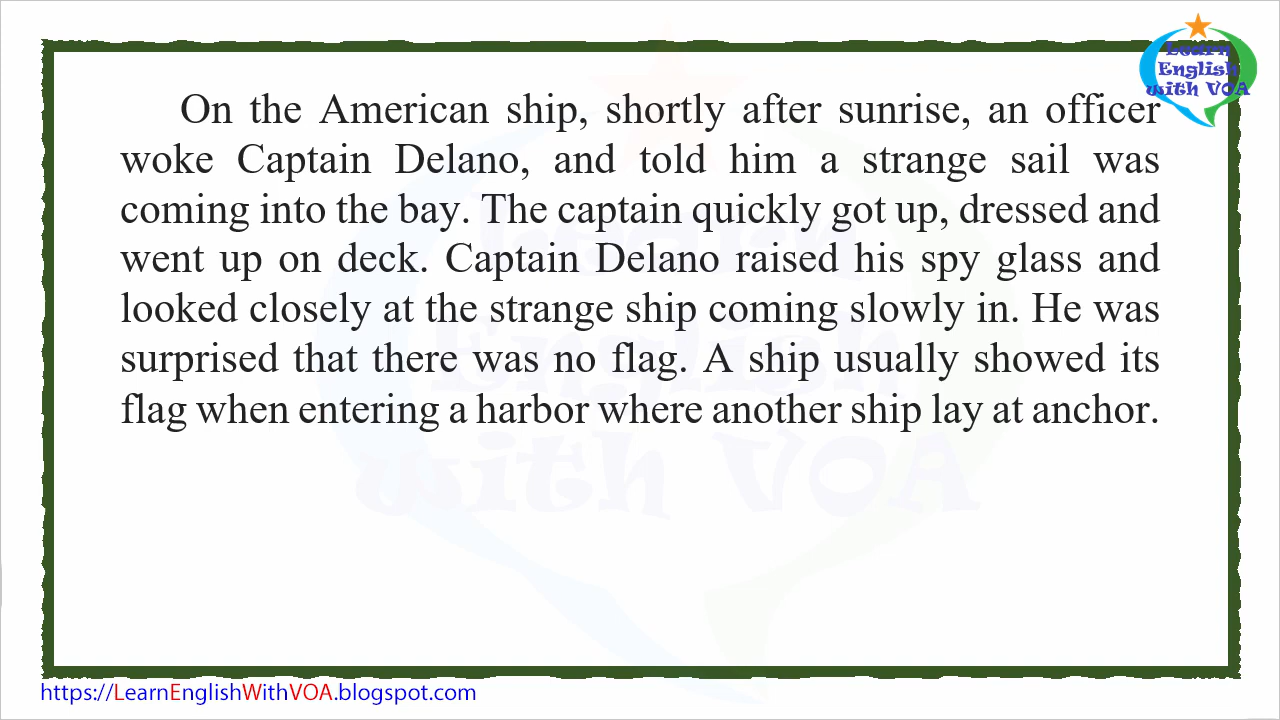 Learn
English
with VOA
On the American ship, shortly after sunrise, an officer
woke Captain Delano, and told him a strange sail was
coming into the bay. The captain quickly got up, dressed and
went up on deck. Captain Delano raised his spy glass and
looked closely at the strange ship coming slowly in. He was
surprised that there was no flag. A ship usually showed its
flag when entering a harbor where another ship lay at anchor.
Learn
English
with VOA
https://LearnEnglishWithVOA.blogspot.com